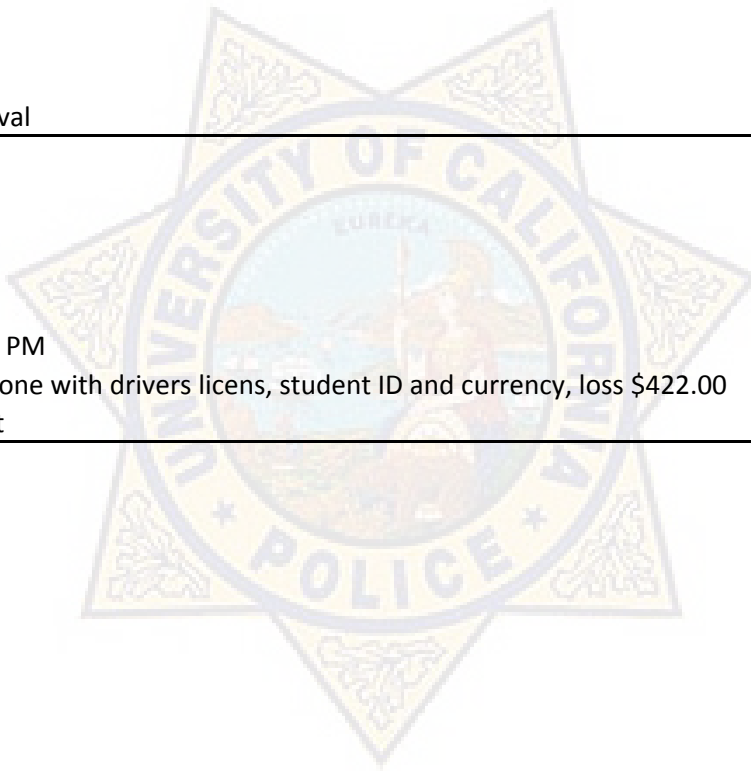 val
UNIVERSITY OF CALIFORNIA
EUREKA
PM
one with drivers licens, student ID and currency, loss $422.00
t
POLICE